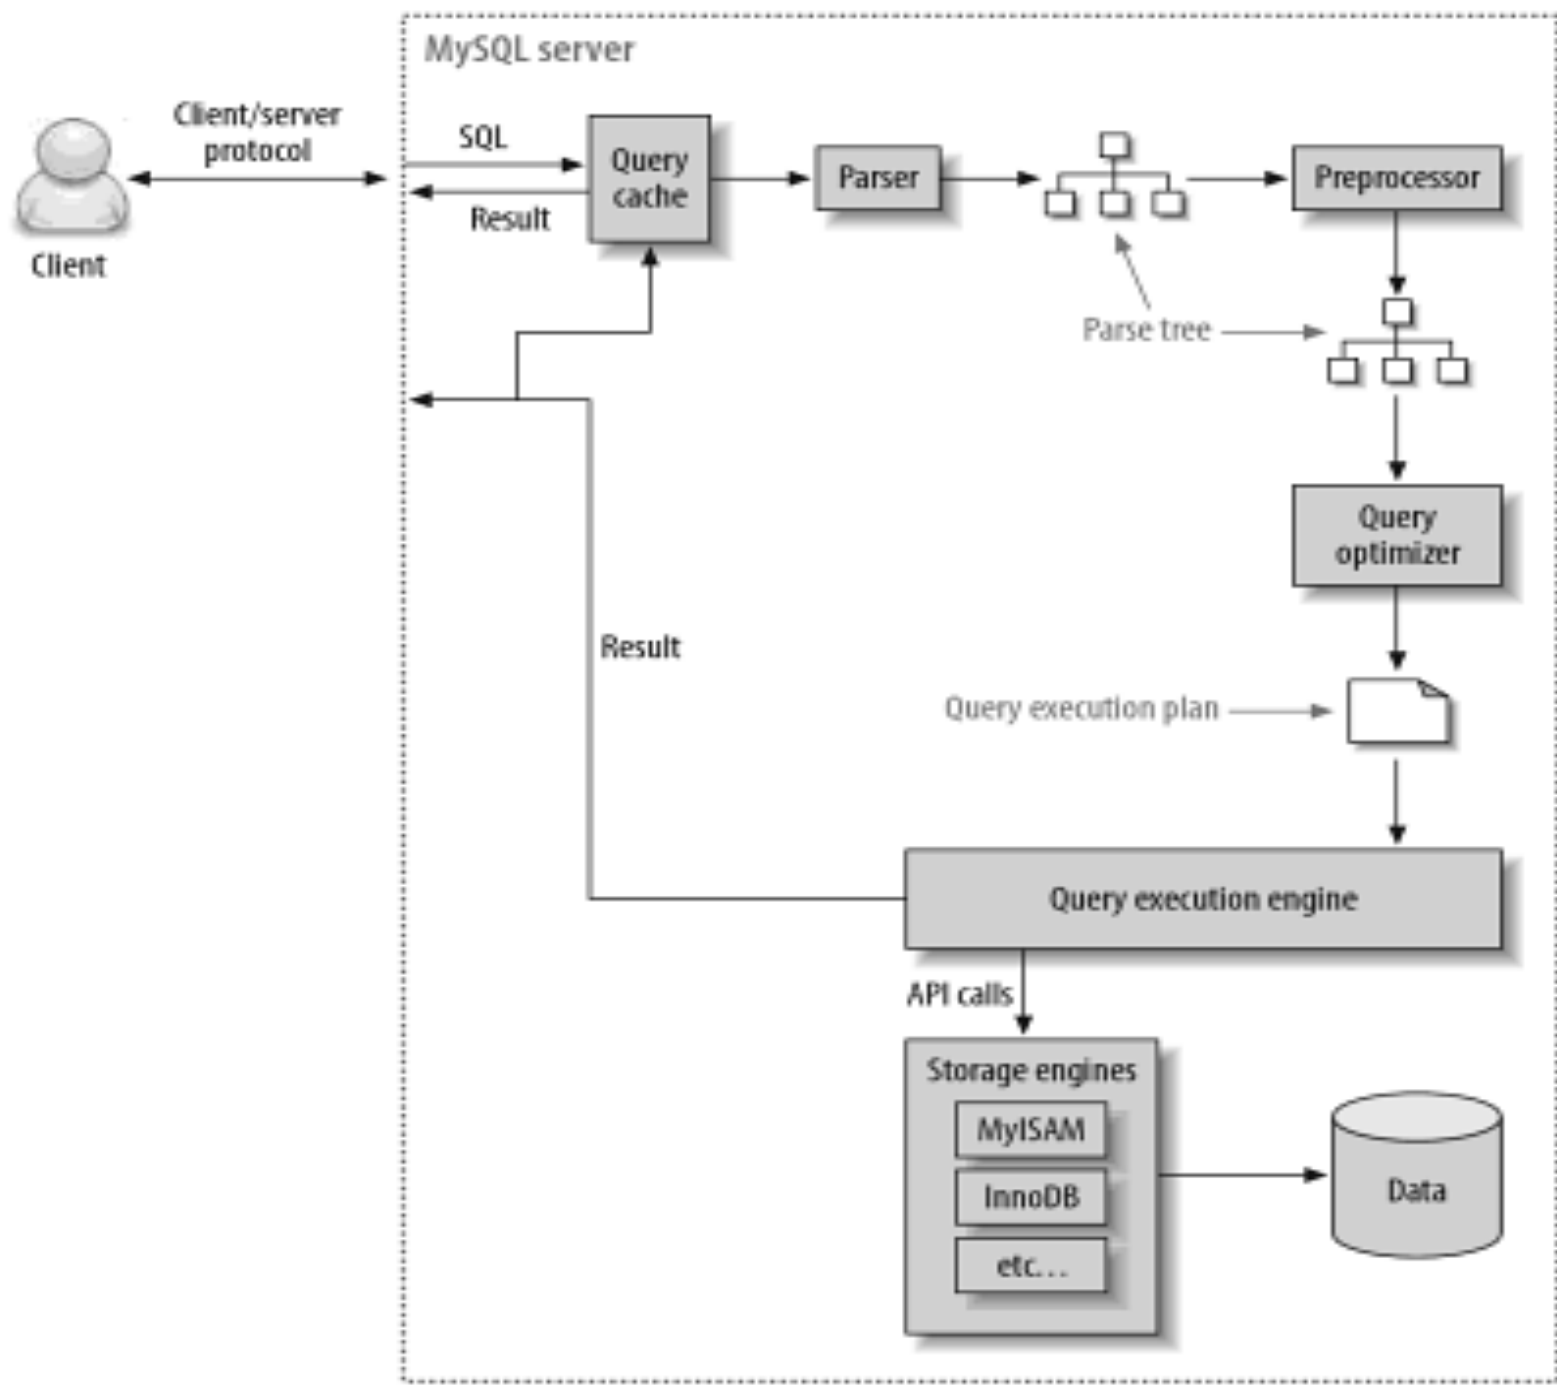 MySQL server
Client/server
protocol
SQL
Result
Query
cache
Parser
Preprocessor
Client
Parse tree
Query
optimizer
Result
Query execution plan
Query execution engine
API calls
Storage engines
MyISAM
InnoDB
etc...
Data